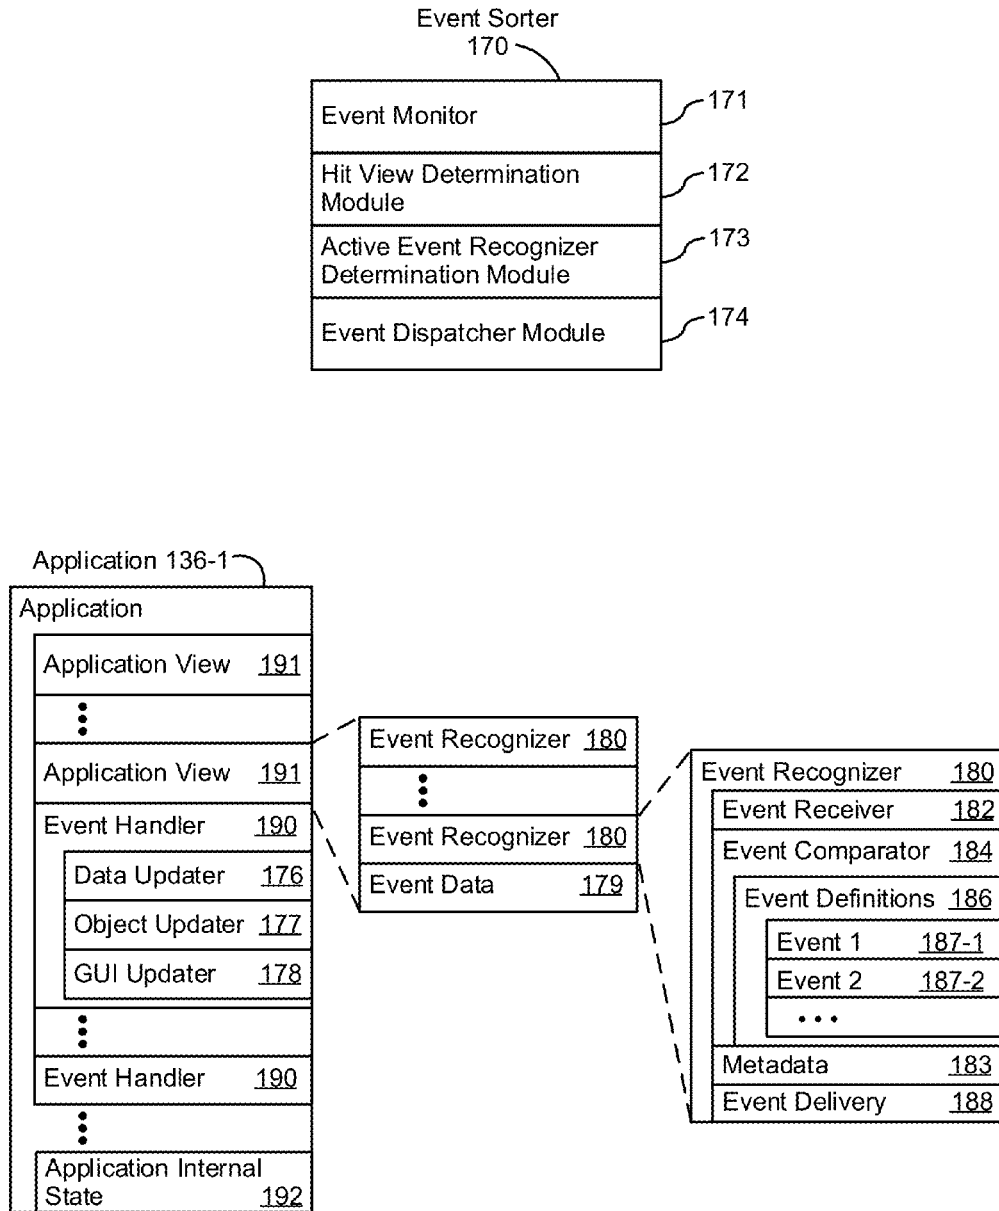 Event Sorter
170
Event Monitor
171
Hit View Determination
Module
172
Active Event Recognizer
Determination Module
173
Event Dispatcher Module
174
Application 136-1
Application
Application View 191
Application View 191
Event Handler 190
Data Updater 176
Object Updater 177
GUI Updater 178
Event Handler 190
Application Internal
State 192
Event Recognizer 180
Event Recognizer 180
Event Data 179
Event Recognizer 180
Event Receiver 182
Event Comparator 184
Event Definitions 186
Event 1 187-1
Event 2 187-2
Metadata 183
Event Delivery 188